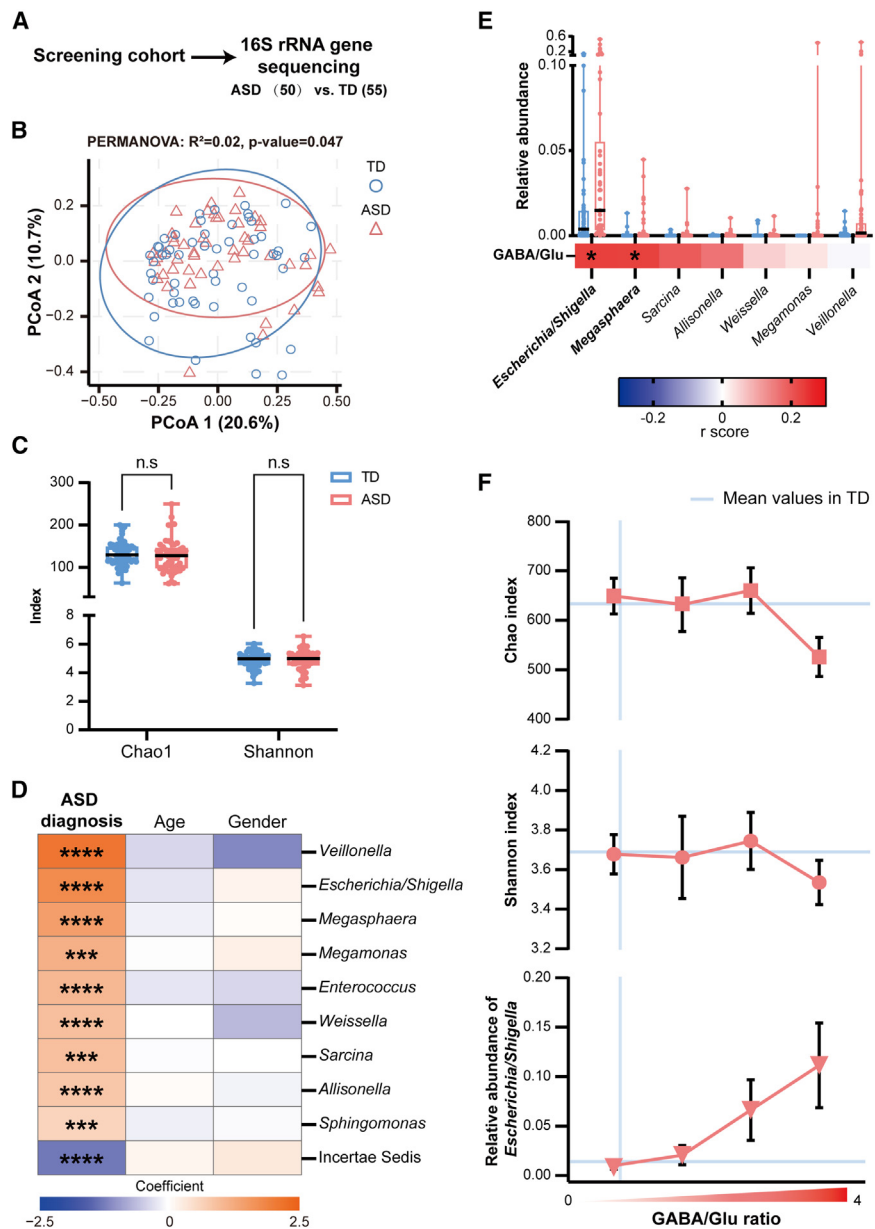 A
Screening cohort
16S rRNA gene
sequencing
ASD （50） vs. TD (55)
B
PERMANOVA: R²=0.02, p-value=0.047
TD
ASD
0.2
0.0
−0.2
−0.4
PCoA 2 (10.7%)
−0.50
−0.25
0.00
0.25
0.50
PCoA 1 (20.6%)
C
n.s
n.s
TD
ASD
300
200
100
8
6
4
2
0
Index
Chao1
Shannon
D
ASD
diagnosis
Age
Gender
**** Veillonella
**** Escherichia/Shigella
**** Megasphaera
*** Megamonas
**** Enterococcus
**** Weissella
*** Sarcina
**** Allisonella
*** Sphingomonas
**** Incertae Sedis
Coefficient
-2.5
0
2.5
E
0.6
0.2
0.10
0.05
0.00
Relative abundance
GABA/Glu
* *
Escherichia/Shigella
Megasphaera
Sarcina
Allisonella
Weissella
Megamonas
Veillonella
-0.2
0
0.2
r score
F
Mean values in TD
800
700
600
500
400
Chao index
4.2
4.0
3.8
3.6
3.4
3.2
Shannon index
0.20
0.15
0.10
0.05
0.00
Relative abundance of
Escherichia/Shigella
0
4
GABA/Glu ratio